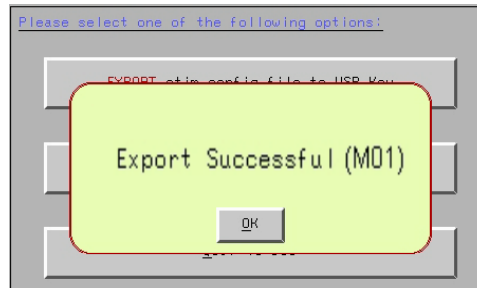 Please select one of the following options:
EXPORT stim config file to USB Key
Export Successful (M01)
OK